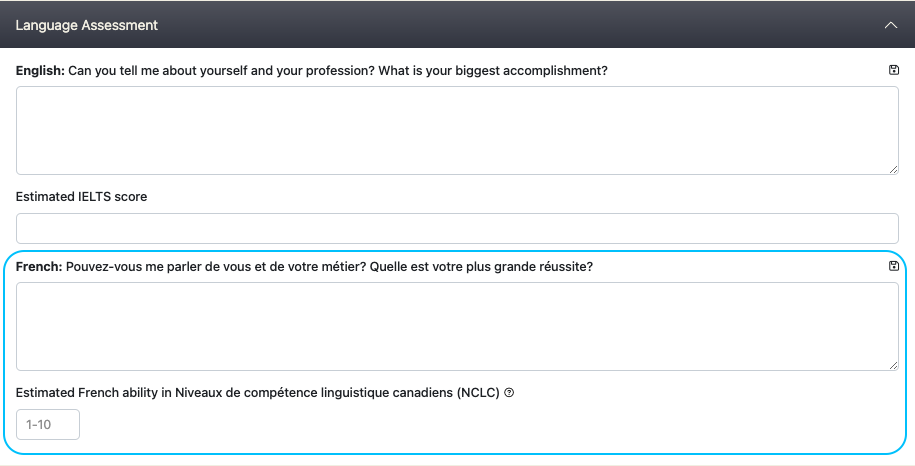 Language Assessment
English: Can you tell me about yourself and your profession? What is your biggest accomplishment?
Estimated IELTS score
French: Pouvez-vous me parler de vous et de votre métier? Quelle est votre plus grande réussite?
Estimated French ability in Niveaux de compétence linguistique canadiens (NCLC)
1-10